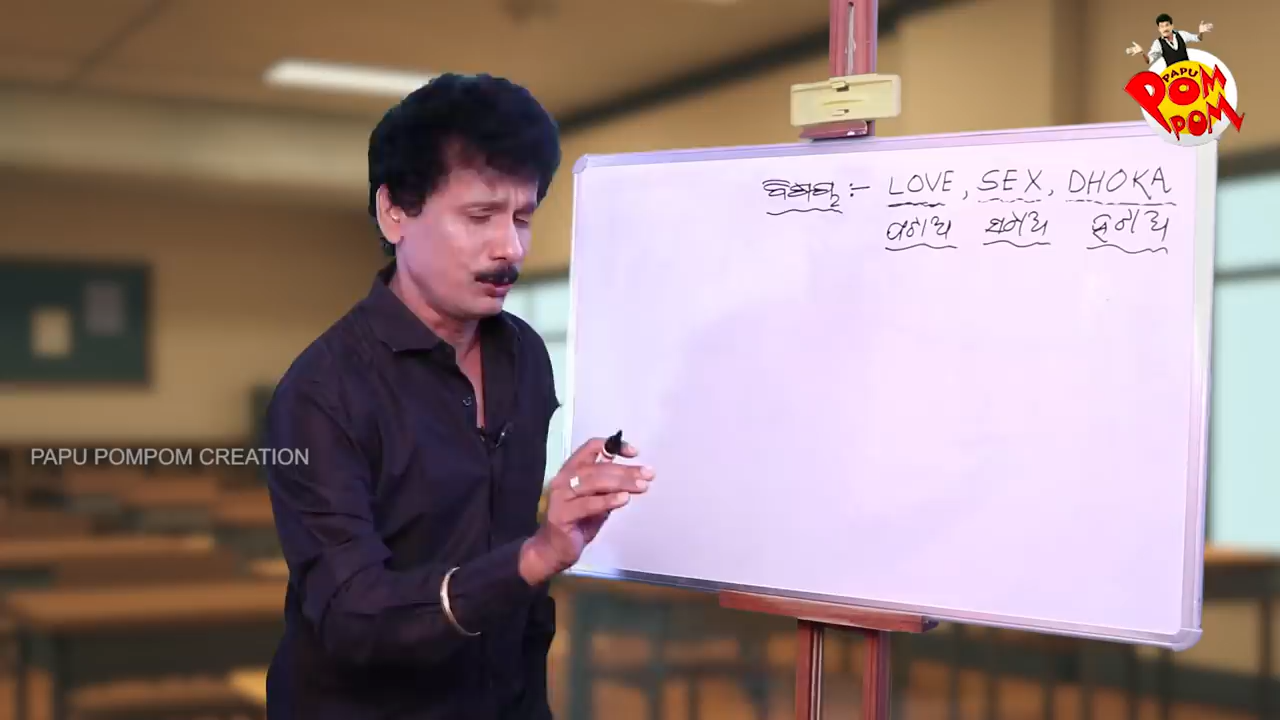 PAPU
POM
POM
ବିଷୟ :- LOVE, SEX, DHOKA
PAPU POMPOM CREATION